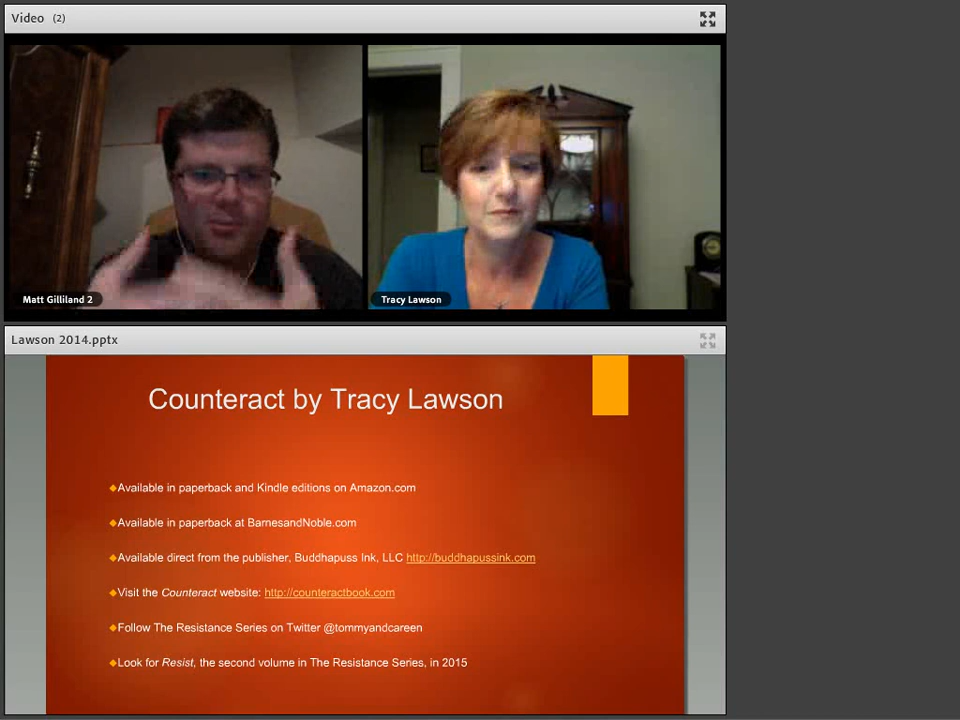 Video (2)
Matt Gilliland 2
Tracy Lawson
Lawson 2014.pptx
Counteract by Tracy Lawson
◆Available in paperback and Kindle editions on Amazon.com
◆Available in paperback at BarnesandNoble.com
◆Available direct from the publisher, Buddhapuss Ink, LLC http://buddhapussink.com
◆Visit the Counteract website: http://counteractbook.com
◆Follow The Resistance Series on Twitter @tommyandcareen
◆Look for Resist, the second volume in The Resistance Series, in 2015